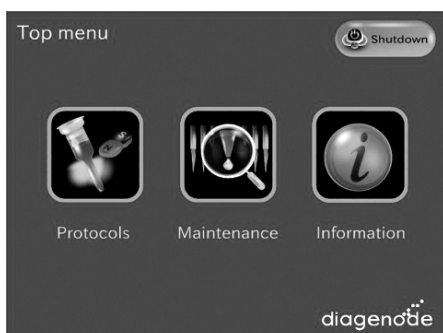 Top menu
Shutdown
Protocols
Maintenance
Information
diagenode